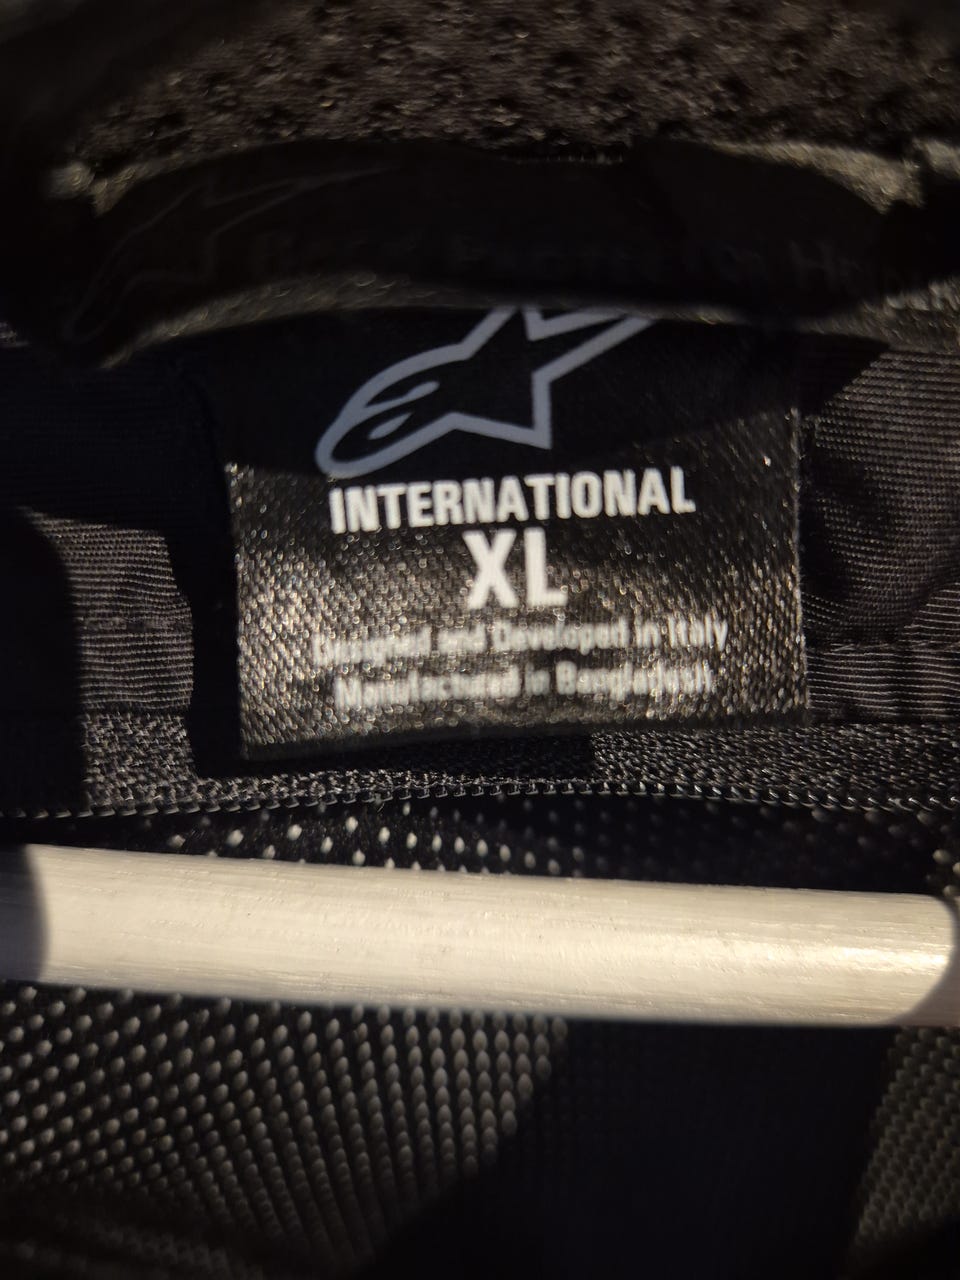 INTERNATIONAL
XL
Designed and Developed in Italy
Manufactured in Bangladesh